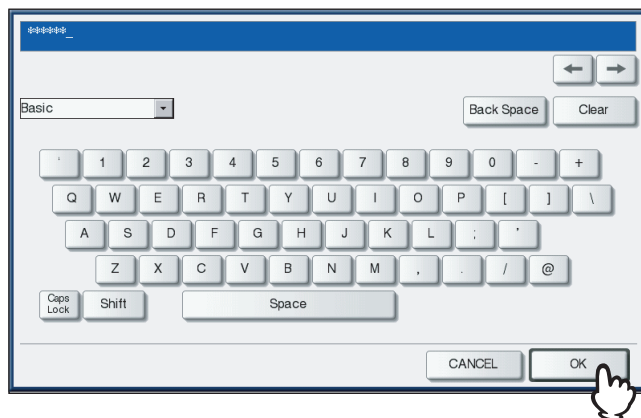 ******_
Basic
Back Space Clear
` 1 2 3 4 5 6 7 8 9 0 - +
Q W E R T Y U I O P [ ] \
A S D F G H J K L ; '
Z X C V B N M , . / @
Caps Lock Shift Space
CANCEL OK